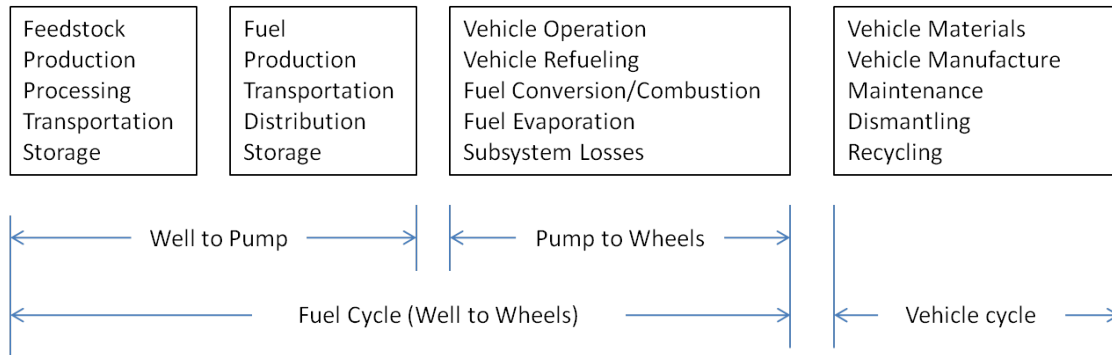 Feedstock
Production
Processing
Transportation
Storage
Fuel
Production
Transportation
Distribution
Storage
Vehicle Operation
Vehicle Refueling
Fuel Conversion/Combustion
Fuel Evaporation
Subsystem Losses
Vehicle Materials
Vehicle Manufacture
Maintenance
Dismantling
Recycling
Well to Pump
Pump to Wheels
Fuel Cycle (Well to Wheels)
Vehicle cycle